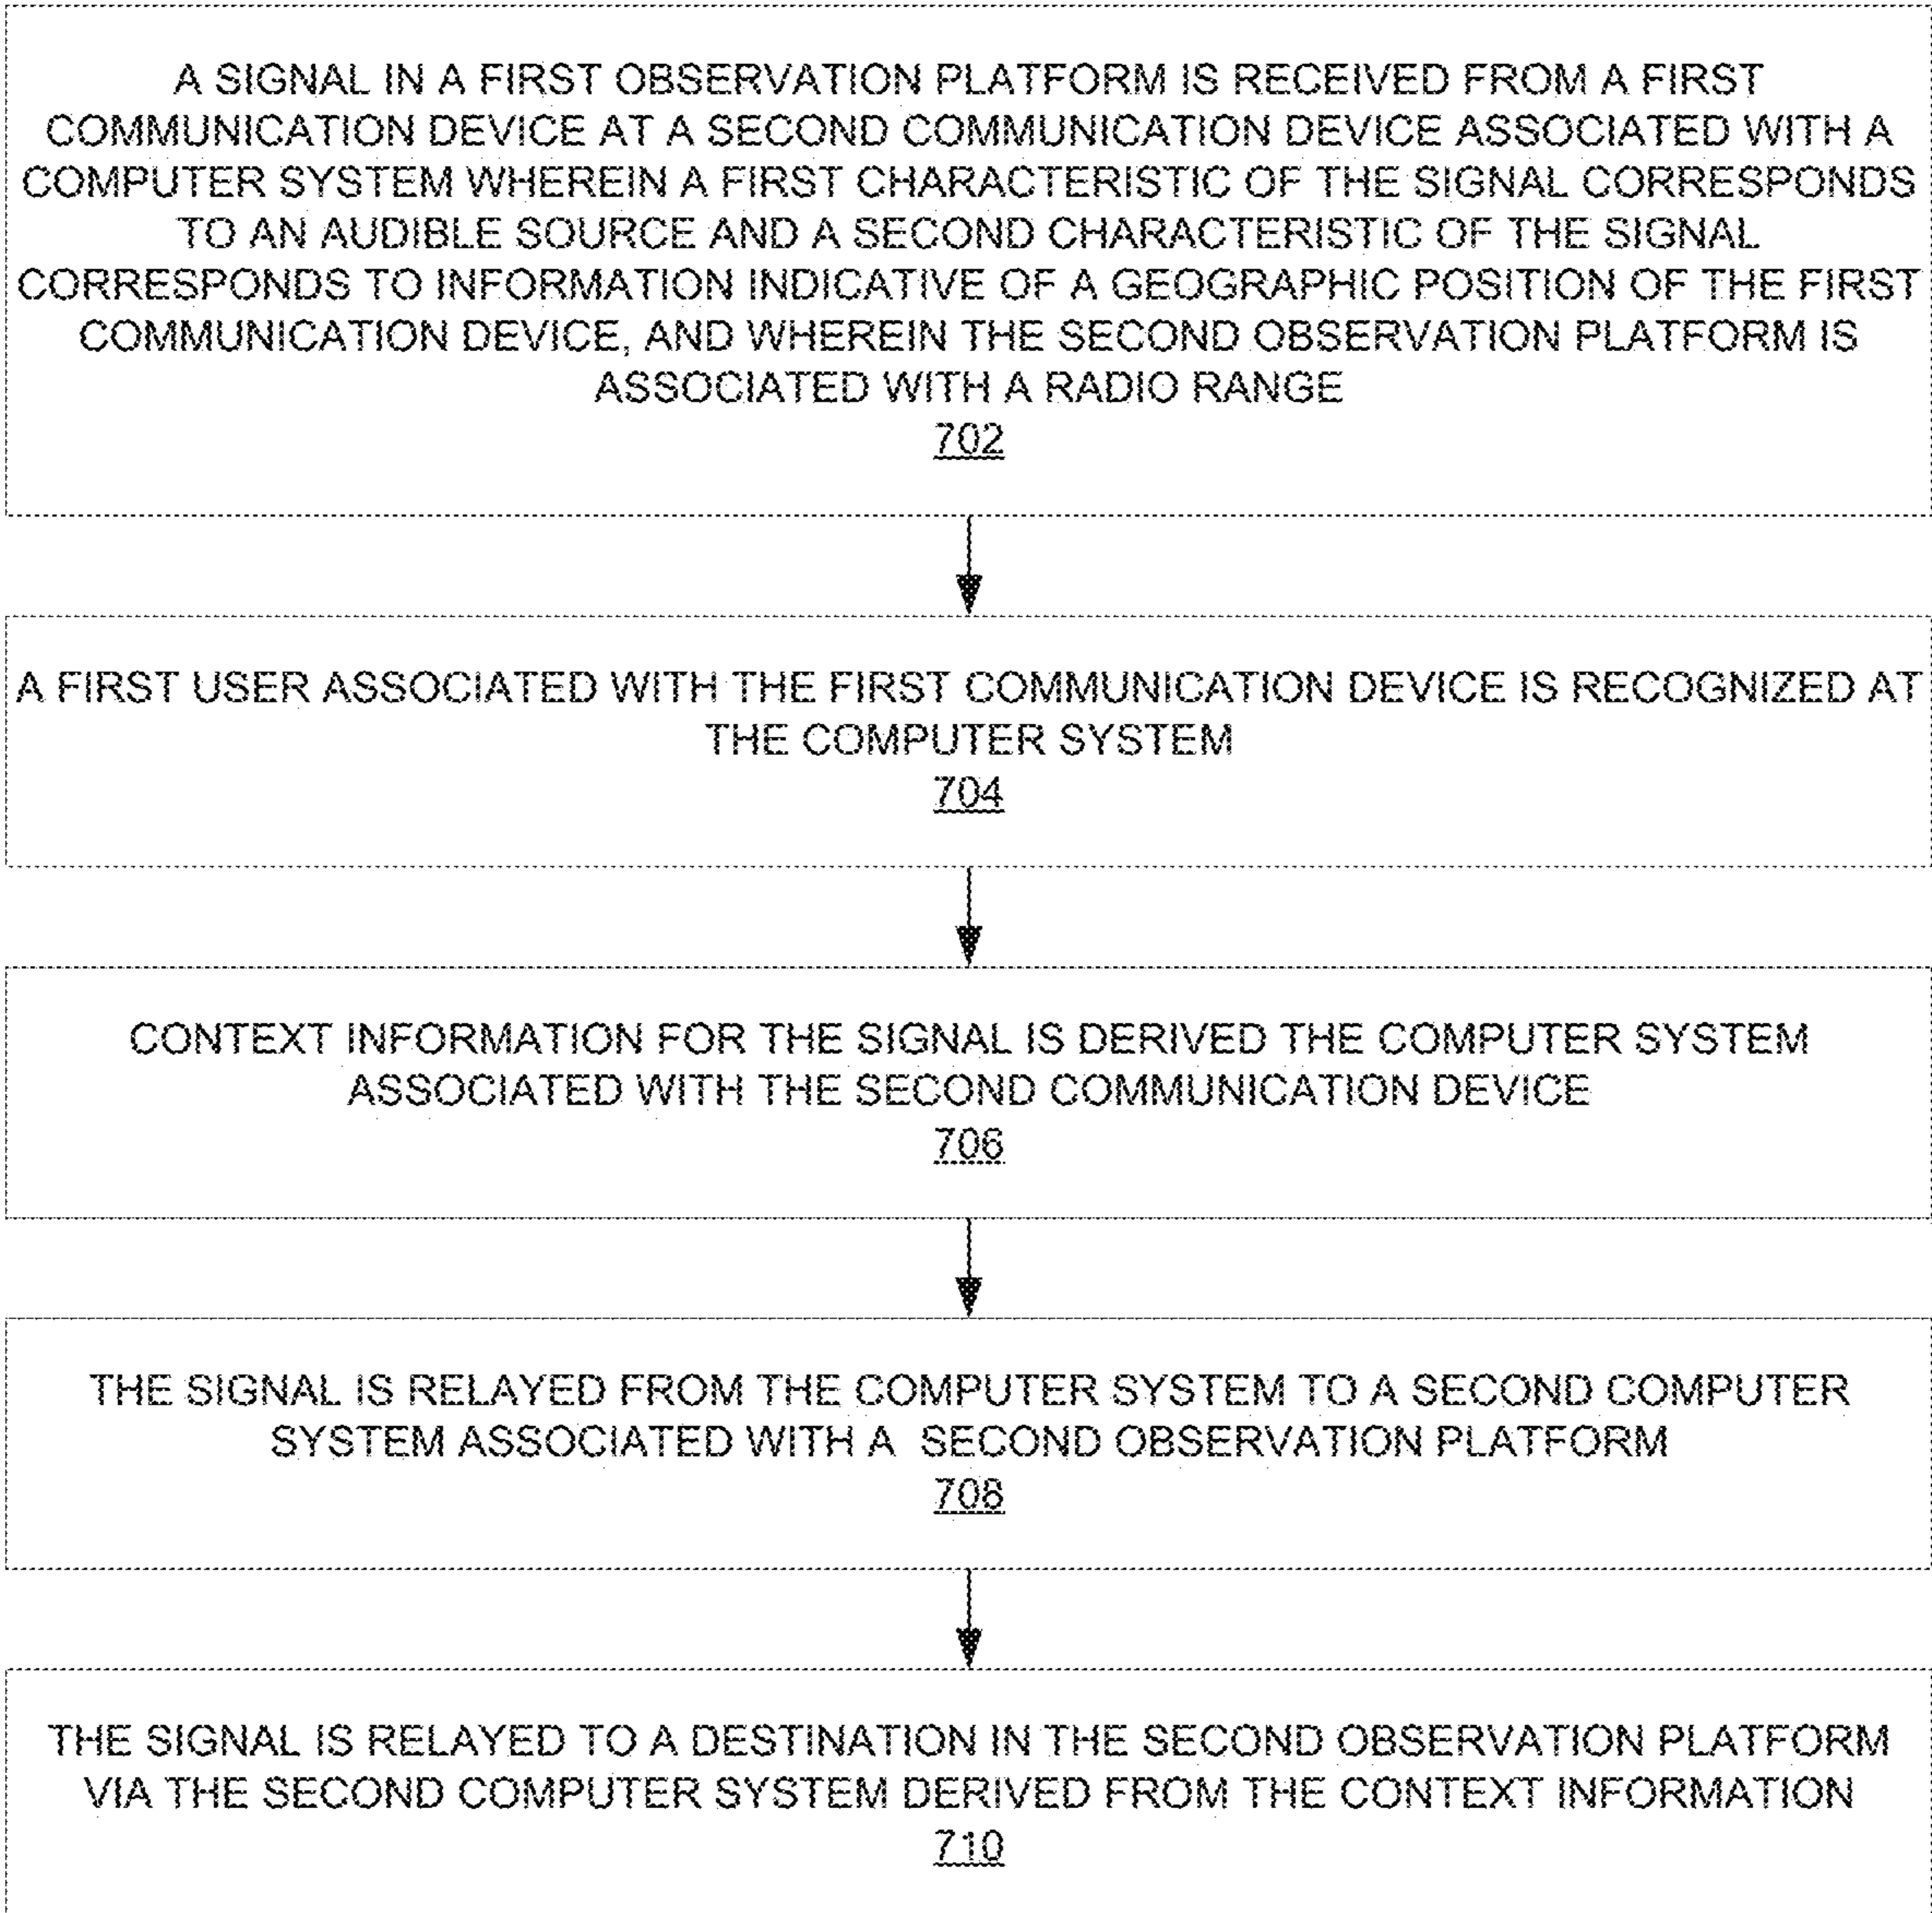 A SIGNAL IN A FIRST OBSERVATION PLATFORM IS RECEIVED FROM A FIRST
COMMUNICATION DEVICE AT A SECOND COMMUNICATION DEVICE ASSOCIATED WITH A
COMPUTER SYSTEM WHEREIN A FIRST CHARACTERISTIC OF THE SIGNAL CORRESPONDS
TO AN AUDIBLE SOURCE AND A SECOND CHARACTERISTIC OF THE SIGNAL
CORRESPONDS TO INFORMATION INDICATIVE OF A GEOGRAPHIC POSITION OF THE FIRST
COMMUNICATION DEVICE, AND WHEREIN THE SECOND OBSERVATION PLATFORM IS
ASSOCIATED WITH A RADIO RANGE
702
A FIRST USER ASSOCIATED WITH THE FIRST COMMUNICATION DEVICE IS RECOGNIZED AT
THE COMPUTER SYSTEM
704
CONTEXT INFORMATION FOR THE SIGNAL IS DERIVED THE COMPUTER SYSTEM
ASSOCIATED WITH THE SECOND COMMUNICATION DEVICE
706
THE SIGNAL IS RELAYED FROM THE COMPUTER SYSTEM TO A SECOND COMPUTER
SYSTEM ASSOCIATED WITH A SECOND OBSERVATION PLATFORM
708
THE SIGNAL IS RELAYED TO A DESTINATION IN THE SECOND OBSERVATION PLATFORM
VIA THE SECOND COMPUTER SYSTEM DERIVED FROM THE CONTEXT INFORMATION
710